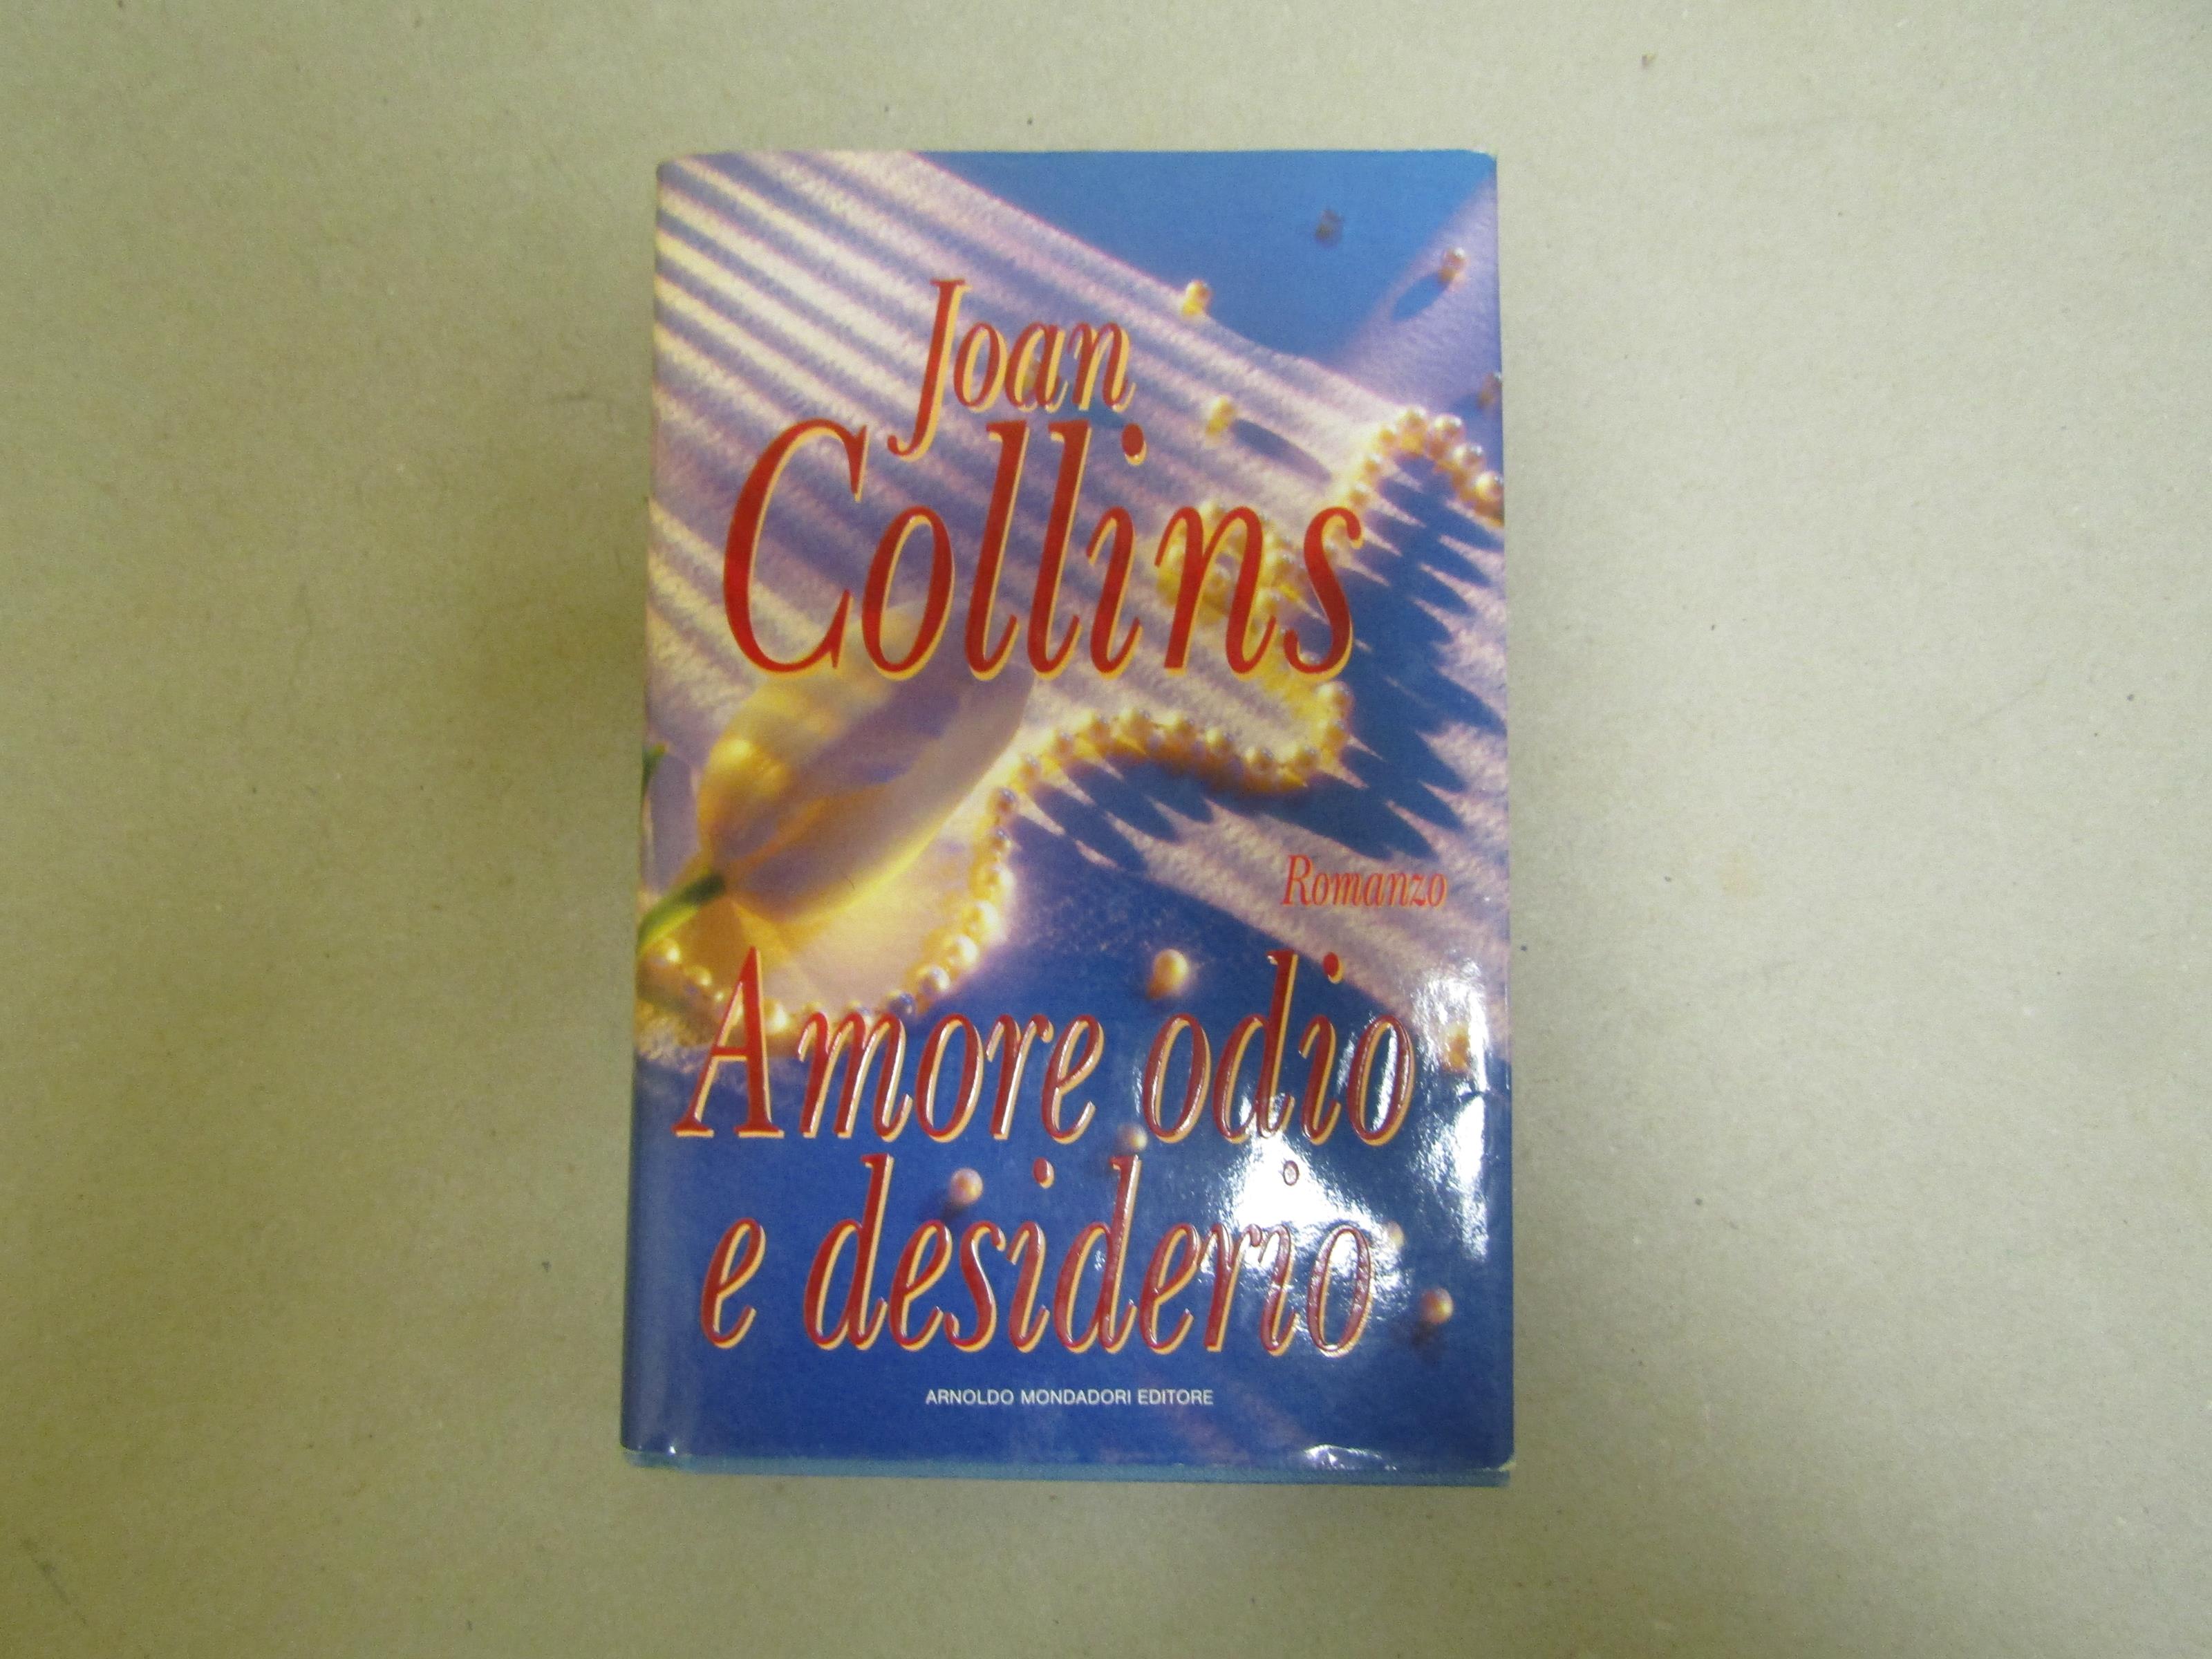 Joan
Collins
Romanzo
Amore odio
e desiderio
ARNOLDO MONDADORI EDITORE